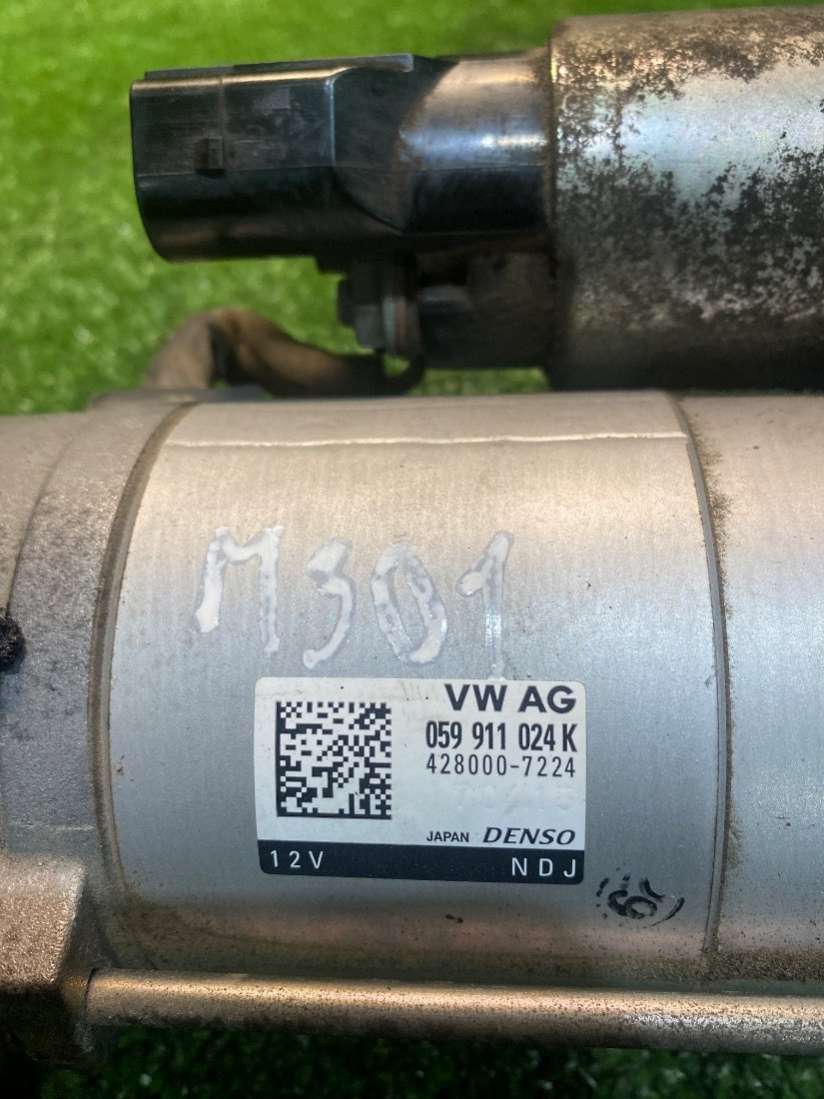 M301
VW AG
059 911 024 K
428000-7224
JAPAN DENSO
12V NDJ